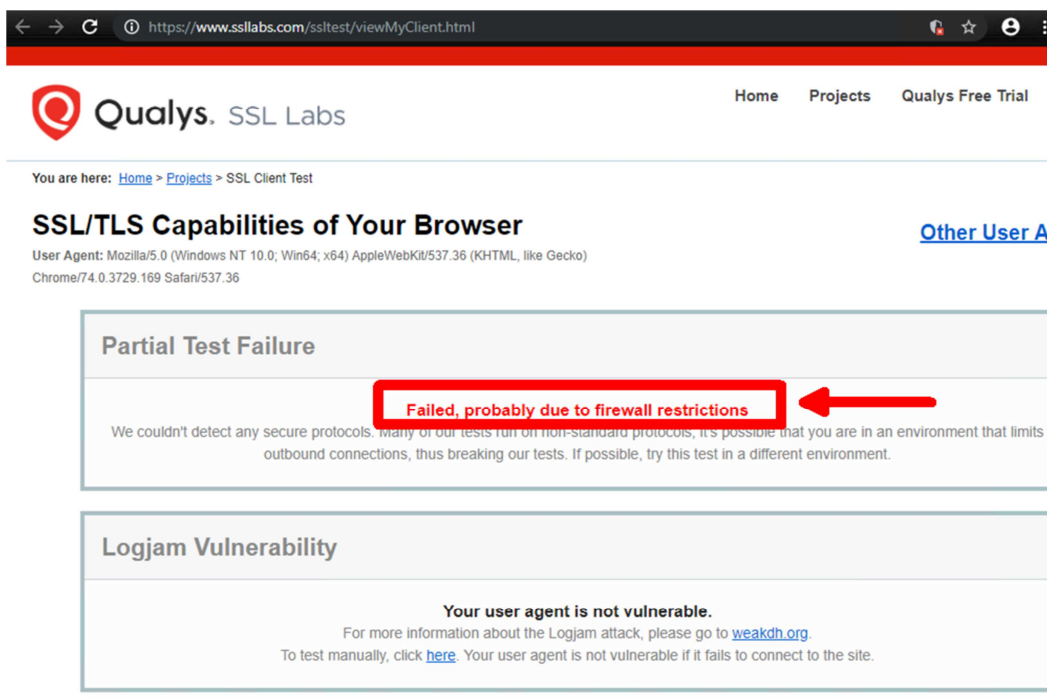 https://www.ssllabs.com/ssltest/viewMyClient.html
Qualys. SSL Labs
Home Projects Qualys Free Trial
You are here: Home > Projects > SSL Client Test
SSL/TLS Capabilities of Your Browser
Other User A
User Agent: Mozilla/5.0 (Windows NT 10.0; Win64; x64) AppleWebKit/537.36 (KHTML, like Gecko)
Chrome/74.0.3729.169 Safari/537.36
Partial Test Failure
Failed, probably due to firewall restrictions
We couldn't detect any secure protocols. Many of our tests run on non-standard protocols, it's possible that you are in an environment that limits
outbound connections, thus breaking our tests. If possible, try this test in a different environment.
Logjam Vulnerability
Your user agent is not vulnerable.
For more information about the Logjam attack, please go to weakdh.org.
To test manually, click here. Your user agent is not vulnerable if it fails to connect to the site.